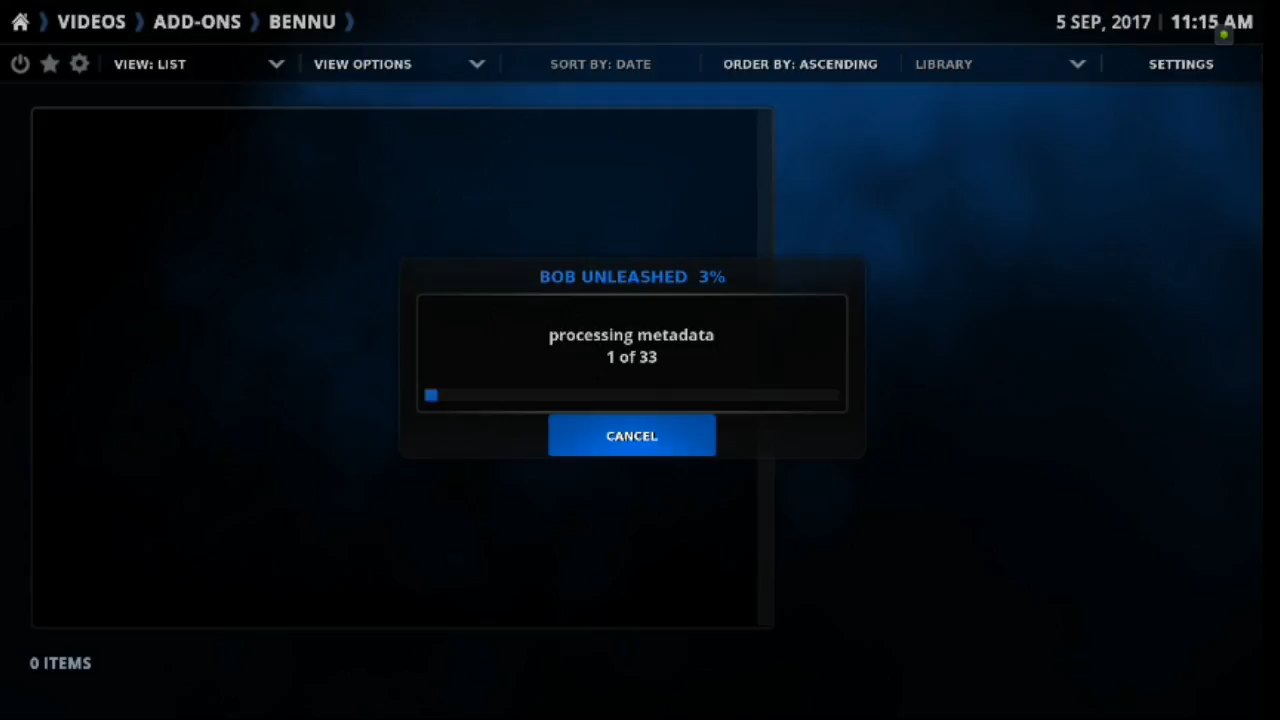 VIDEOS ADD-ONS BENNU 5 SEP, 2017 11:15 AM
VIEW: LIST VIEW OPTIONS SORT BY: DATE ORDER BY: ASCENDING LIBRARY SETTINGS
BOB UNLEASHED 3%
processing metadata
1 of 33
CANCEL
0 ITEMS